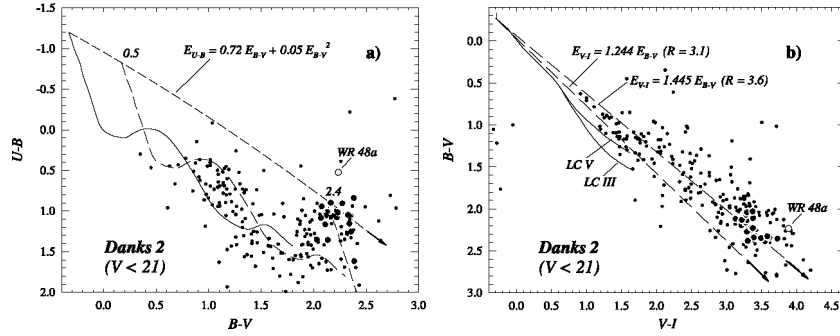 -1.5
-1.0
-0.5
0.0
0.5
1.0
1.5
2.0
U-B
0.0 0.5 1.0 1.5 2.0 2.5 3.0
B-V
a)
0.5
E_{U-B} = 0.72 E_{B-V} + 0.05 E_{B-V}^2
WR 48a
2.4
Danks 2
(V < 21)
0.0
0.5
1.0
1.5
2.0
2.5
3.0
B-V
0.0 0.5 1.0 1.5 2.0 2.5 3.0 3.5 4.0 4.5
V-I
b)
E_{V-I} = 1.244 E_{B-V} (R = 3.1)
E_{V-I} = 1.445 E_{B-V} (R = 3.6)
LC V
LC III
WR 48a
Danks 2
(V < 21)